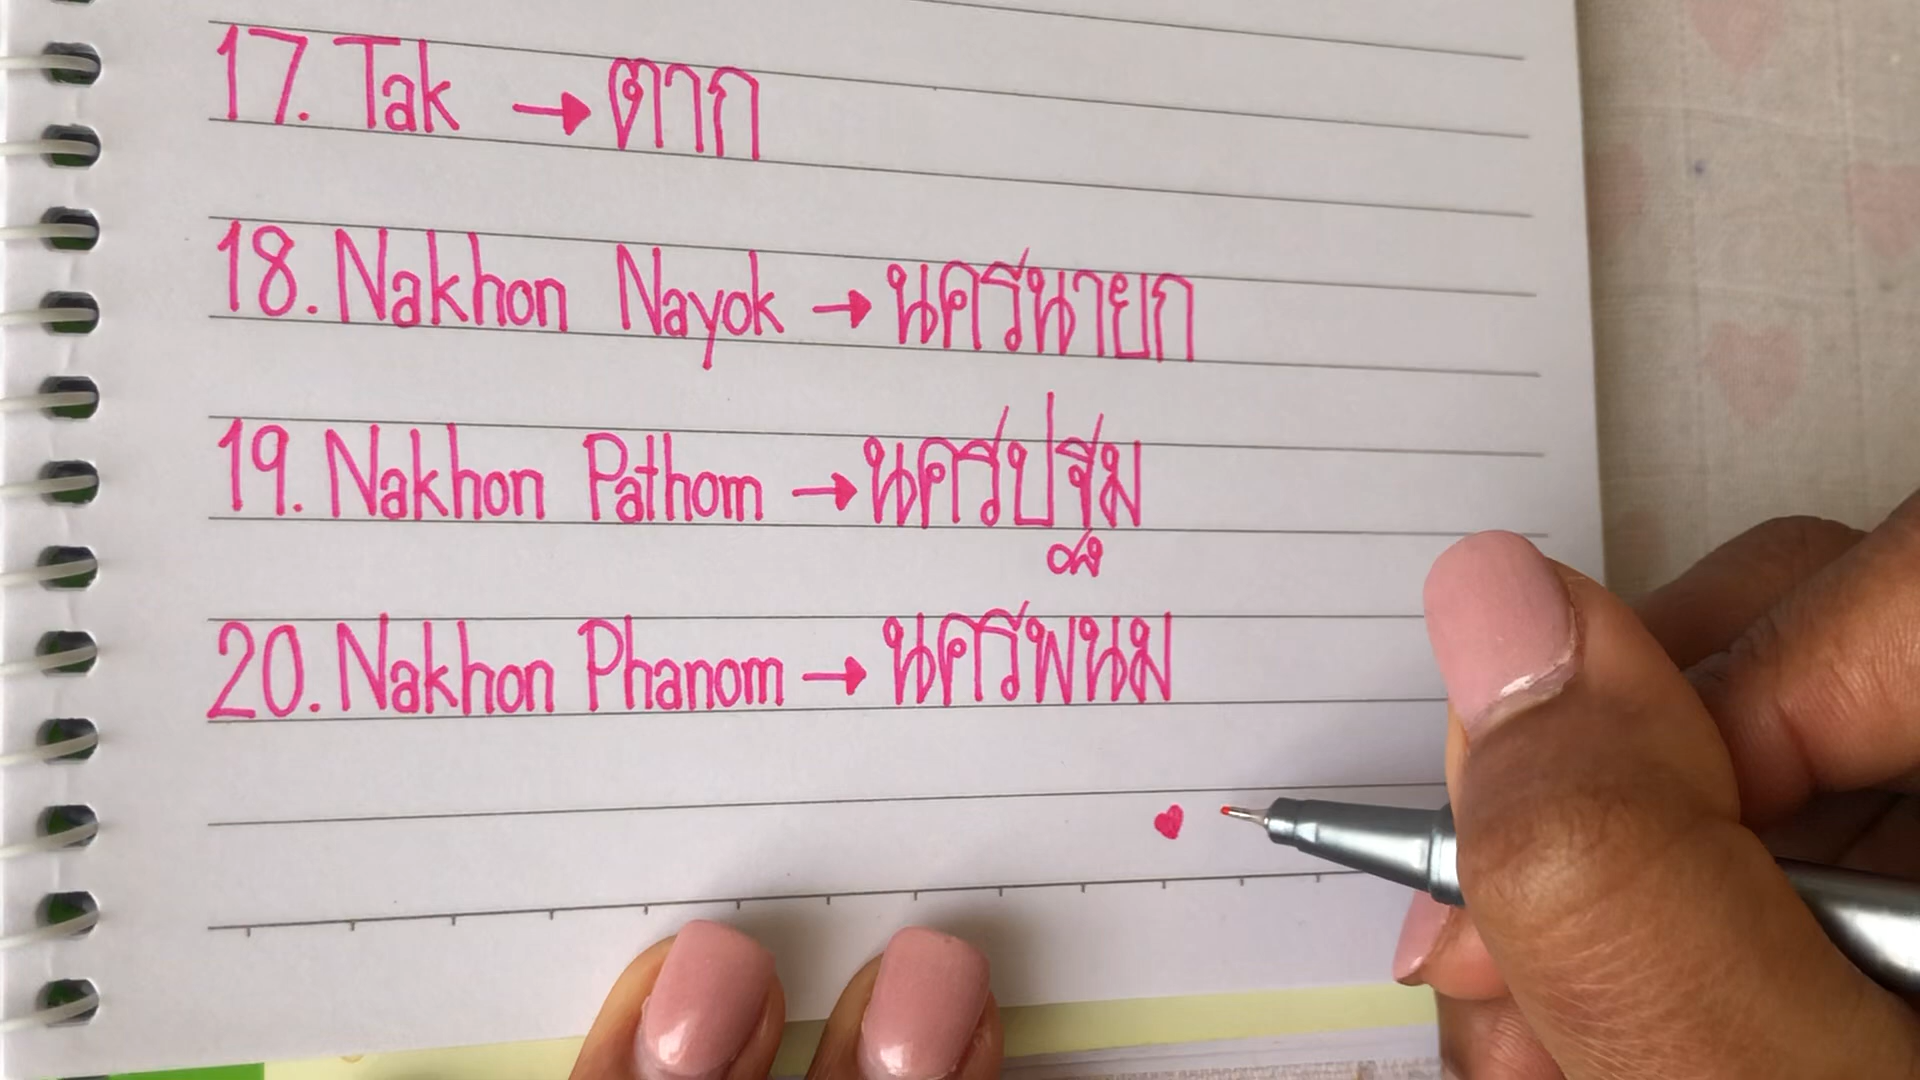 17. Tak → ตาก
18. Nakhon Nayok → นครนายก
19. Nakhon Pathom → นครปฐม
20. Nakhon Phanom → นครพนม